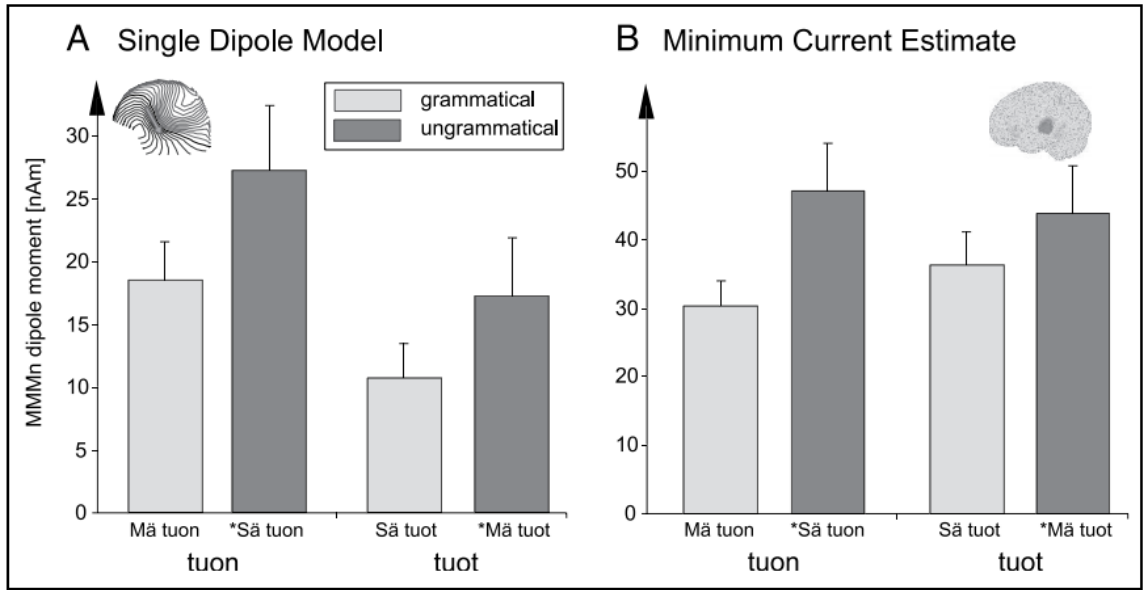 A Single Dipole Model
grammatical
ungrammatical
MMMn dipole moment [nAm]
30
25
20
15
10
5
0
Mä tuon *Sä tuon Sä tuot *Mä tuot
tuon tuot
B Minimum Current Estimate
50
40
30
20
10
0
Mä tuon *Sä tuon Sä tuot *Mä tuot
tuon tuot